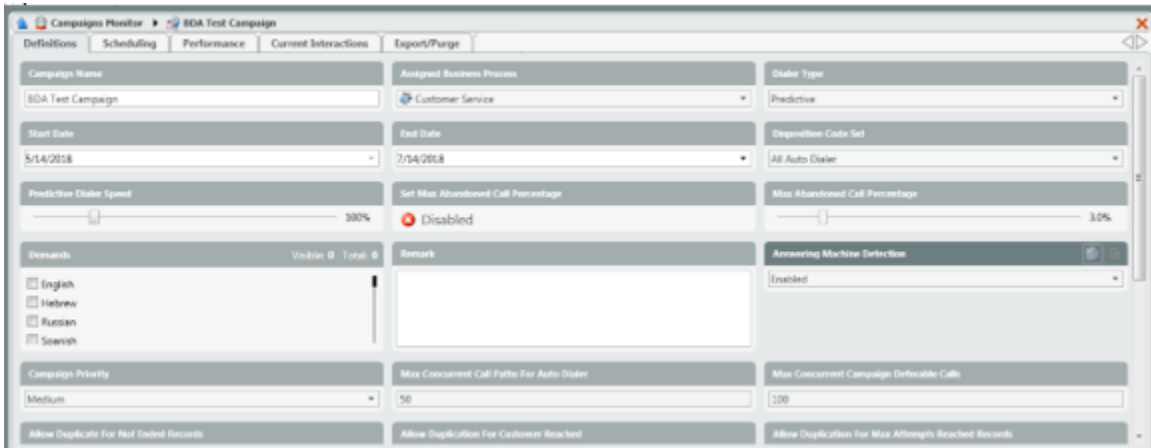 Campaigns Monitor BDA Test Campaign
Definitions Scheduling Performance Current Interactions Export/Purge
Campaign Name Assigned Business Process Dialer Type
BDA Test Campaign Customer Service Predictive
Start Date End Date Disposition Code Set
5/14/2018 7/14/2018 All Auto Dialer
Predictive Dialer Speed Set Max Abandoned Call Percentage Max Abandoned Call Percentage
100% Disabled 3.0%
Demands Visible: 0 Total: 0 Remark Answering Machine Detection
English Enabled
Hebrew
Russian
Spanish
Campaign Priority Max Concurrent Call Paths For Auto Dialer Max Concurrent Campaign Deferable Calls
Medium 50 100
Allow Duplicate For Not Ended Records Allow Duplication For Customer Reached Allow Duplication For Max Attempts Reached Records